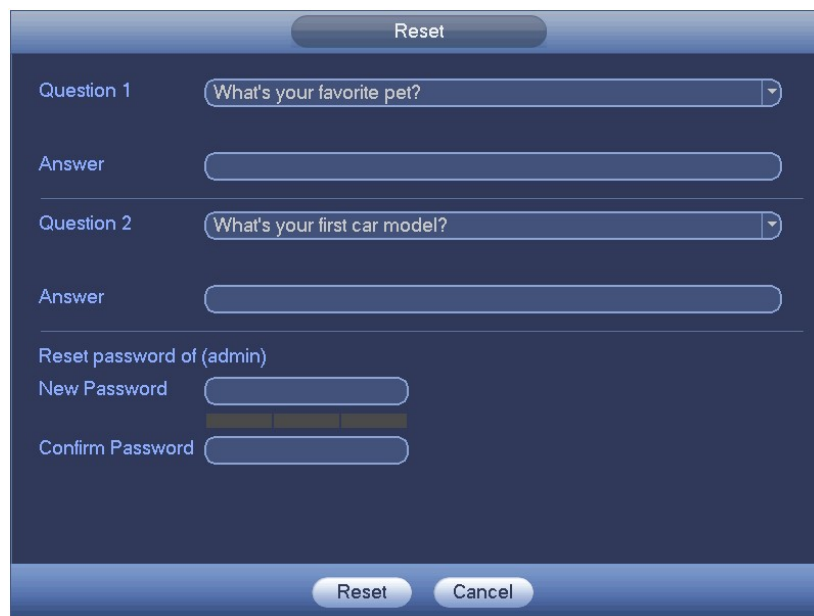 Reset
Question 1 What's your favorite pet?
Answer
Question 2 What's your first car model?
Answer
Reset password of (admin)
New Password
Confirm Password
Reset Cancel